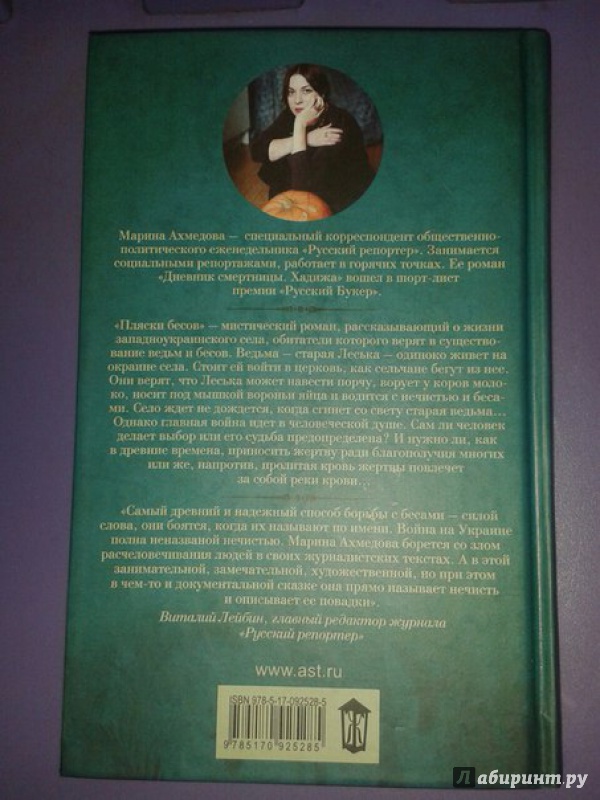 Марина Ахмедова — специальный корреспондент общественно-
политического еженедельника «Русский репортер». Занимается
социальными репортажами, работает в горячих точках. Ее роман
«Дневник смертницы. Хадижа» вошел в шорт-лист
премии «Русский Букер».
«Пляски бесов» — мистический роман, рассказывающий о жизни
западноукраинского села, обитатели которого верят в существо-
вание ведьм и бесов. Ведьма — старая Леська — одиноко живет на
окраине села. Стоит ей войти в церковь, как сельчане бегут из нее.
Они верят, что Леська может навести порчу, ворует у коров моло-
ко, носит под мышкой вороньи яйца и водится с нечистью и беса-
ми. Село ждет не дождется, когда сгинет со свету старая ведьма...
Однако главная война идет в человеческой душе. Сам ли человек
делает выбор или его судьба предопределена? И нужно ли, как
в древние времена, приносить жертву ради благополучия многих
или же, напротив, пролитая кровь жертвы повлечет
за собой реки крови.
«Самый древний и надежный способ борьбы с бесами — силой
слова, они боятся, когда их называют по имени. Война на Украине
полна неназваной нечистью. Марина Ахмедова борется со злом
расчеловечивания людей в своих журналистских текстах. А в этой
занимательной, замечательной, художественной, но при этом
в чем-то и документальной сказке она прямо называет нечисть
и описывает ее повадки».
Виталий Лейбин, главный редактор журнала
«Русский репортер»
www.ast.ru
ISBN 978-5-17-092528-5
9 785170 925285
Ж
Лабиринт.ру